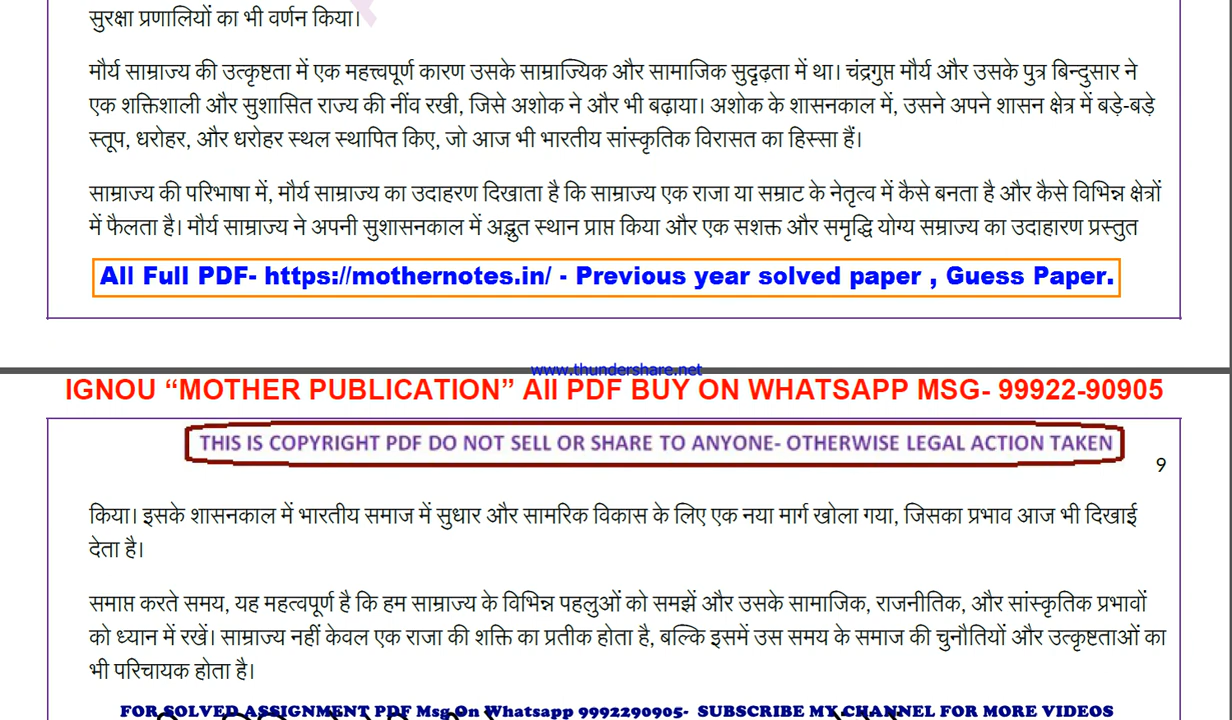 सुरक्षा प्रणालियों का भी वर्णन किया।
मौर्य साम्राज्य की उत्कृष्टता में एक महत्त्वपूर्ण कारण उसके साम्राज्यिक और सामाजिक सुदृढ़ता में था। चंद्रगुप्त मौर्य और उसके पुत्र बिन्दुसार ने
एक शक्तिशाली और सुशासित राज्य की नींव रखी, जिसे अशोक ने और भी बढ़ाया। अशोक के शासनकाल में, उसने अपने शासन क्षेत्र में बड़े-बड़े
स्तूप, धरोहर, और धरोहर स्थल स्थापित किए, जो आज भी भारतीय सांस्कृतिक विरासत का हिस्सा हैं।
साम्राज्य की परिभाषा में, मौर्य साम्राज्य का उदाहरण दिखाता है कि साम्राज्य एक राजा या सम्राट के नेतृत्व में कैसे बनता है और कैसे विभिन्न क्षेत्रों
में फैलता है। मौर्य साम्राज्य ने अपनी सुशासनकाल में अद्भुत स्थान प्राप्त किया और एक सशक्त और समृद्धि योग्य सम्राज्य का उदाहारण प्रस्तुत
All Full PDF- https://mothernotes.in/ - Previous year solved paper , Guess Paper.
www.thundershare.net
IGNOU “MOTHER PUBLICATION” All PDF BUY ON WHATSAPP MSG- 99922-90905
THIS IS COPYRIGHT PDF DO NOT SELL OR SHARE TO ANYONE- OTHERWISE LEGAL ACTION TAKEN
9
किया। इसके शासनकाल में भारतीय समाज में सुधार और सामरिक विकास के लिए एक नया मार्ग खोला गया, जिसका प्रभाव आज भी दिखाई
देता है।
समाप्त करते समय, यह महत्वपूर्ण है कि हम साम्राज्य के विभिन्न पहलुओं को समझें और उसके सामाजिक, राजनीतिक, और सांस्कृतिक प्रभावों
को ध्यान में रखें। साम्राज्य नहीं केवल एक राजा की शक्ति का प्रतीक होता है, बल्कि इसमें उस समय के समाज की चुनौतियों और उत्कृष्टताओं का
भी परिचायक होता है।
FOR SOLVED ASSIGNMENT PDF Msg On Whatsapp 9992290905- SUBSCRIBE MY CHANNEL FOR MORE VIDEOS